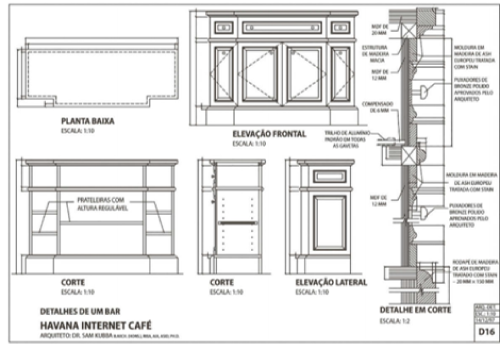 PLANTA BAIXA
ESCALA: 1:10
ELEVAÇÃO FRONTAL
ESCALA: 1:10
MDF DE
20 MM
ESTRUTURA
DE MADEIRA
MACIA
MDF DE
12 MM
COMPENSADO
DE 6 MM
TRILHO DE ALUMÍNIO
PADRÃO EM TODAS
AS GAVETAS
MDF DE
12 MM
MOLDURA EM
MADEIRA DE ASH
EUROPEU TRATADA
COM STAIN
PUXADORES DE
BRONZE POLIDO
APROVADOS PELO
ARQUITETO
MOLDURA EM MADEIRA
DE ASH EUROPEU
TRATADA COM STAIN
PUXADORES DE
BRONZE POLIDO
APROVADOS PELO
ARQUITETO
RODAPÉ DE MADEIRA
DE ASH EUROPEU
TRATADO COM STAIN
– 20 MM × 150 MM
PRATELEIRAS COM
ALTURA REGULÁVEL
CORTE
ESCALA: 1:10
CORTE
ESCALA: 1:10
ELEVAÇÃO LATERAL
ESCALA: 1:10
DETALHE EM CORTE
ESCALA: 1:2
DETALHES DE UM BAR
HAVANA INTERNET CAFÉ
ARQUITETO: DR. SAM KUBBA
D16